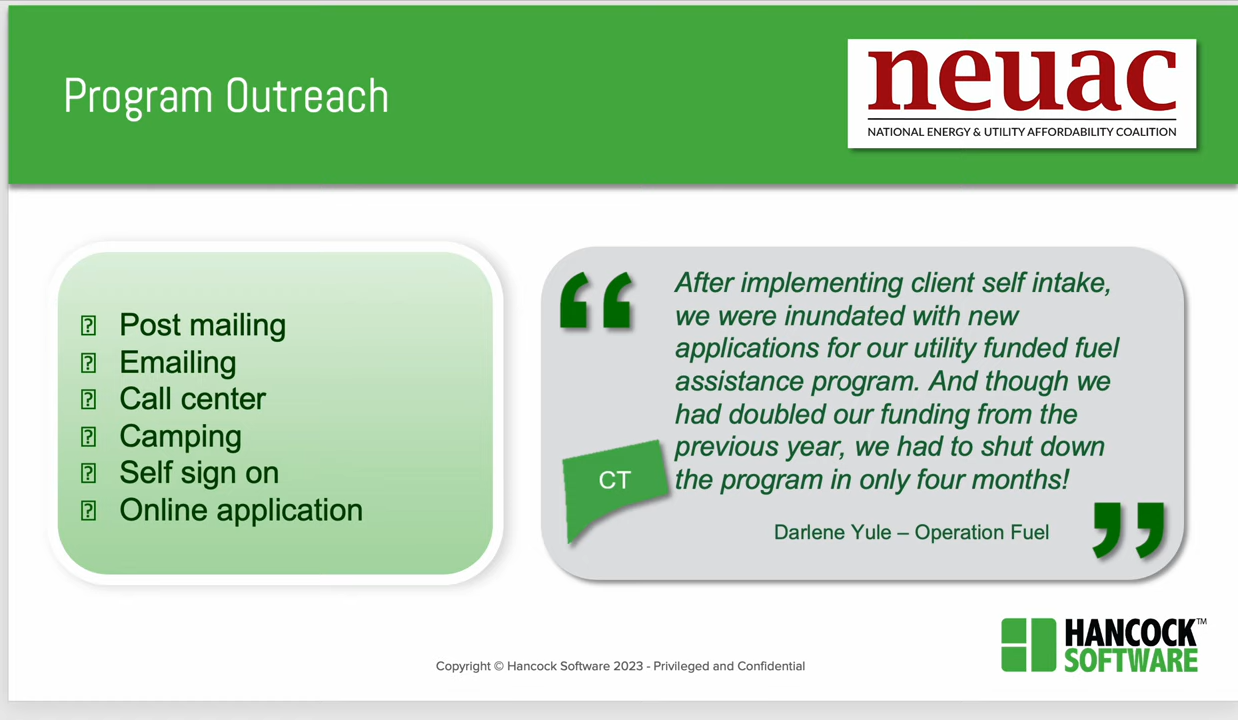 Program Outreach
neuac
NATIONAL ENERGY & UTILITY AFFORDABILITY COALITION
Post mailing
Emailing
Call center
Camping
Self sign on
Online application
“
After implementing client self intake,
we were inundated with new
applications for our utility funded fuel
assistance program. And though we
had doubled our funding from the
previous year, we had to shut down
the program in only four months!
”
CT
Darlene Yule – Operation Fuel
HANCOCK™
SOFTWARE
Copyright © Hancock Software 2023 - Privileged and Confidential